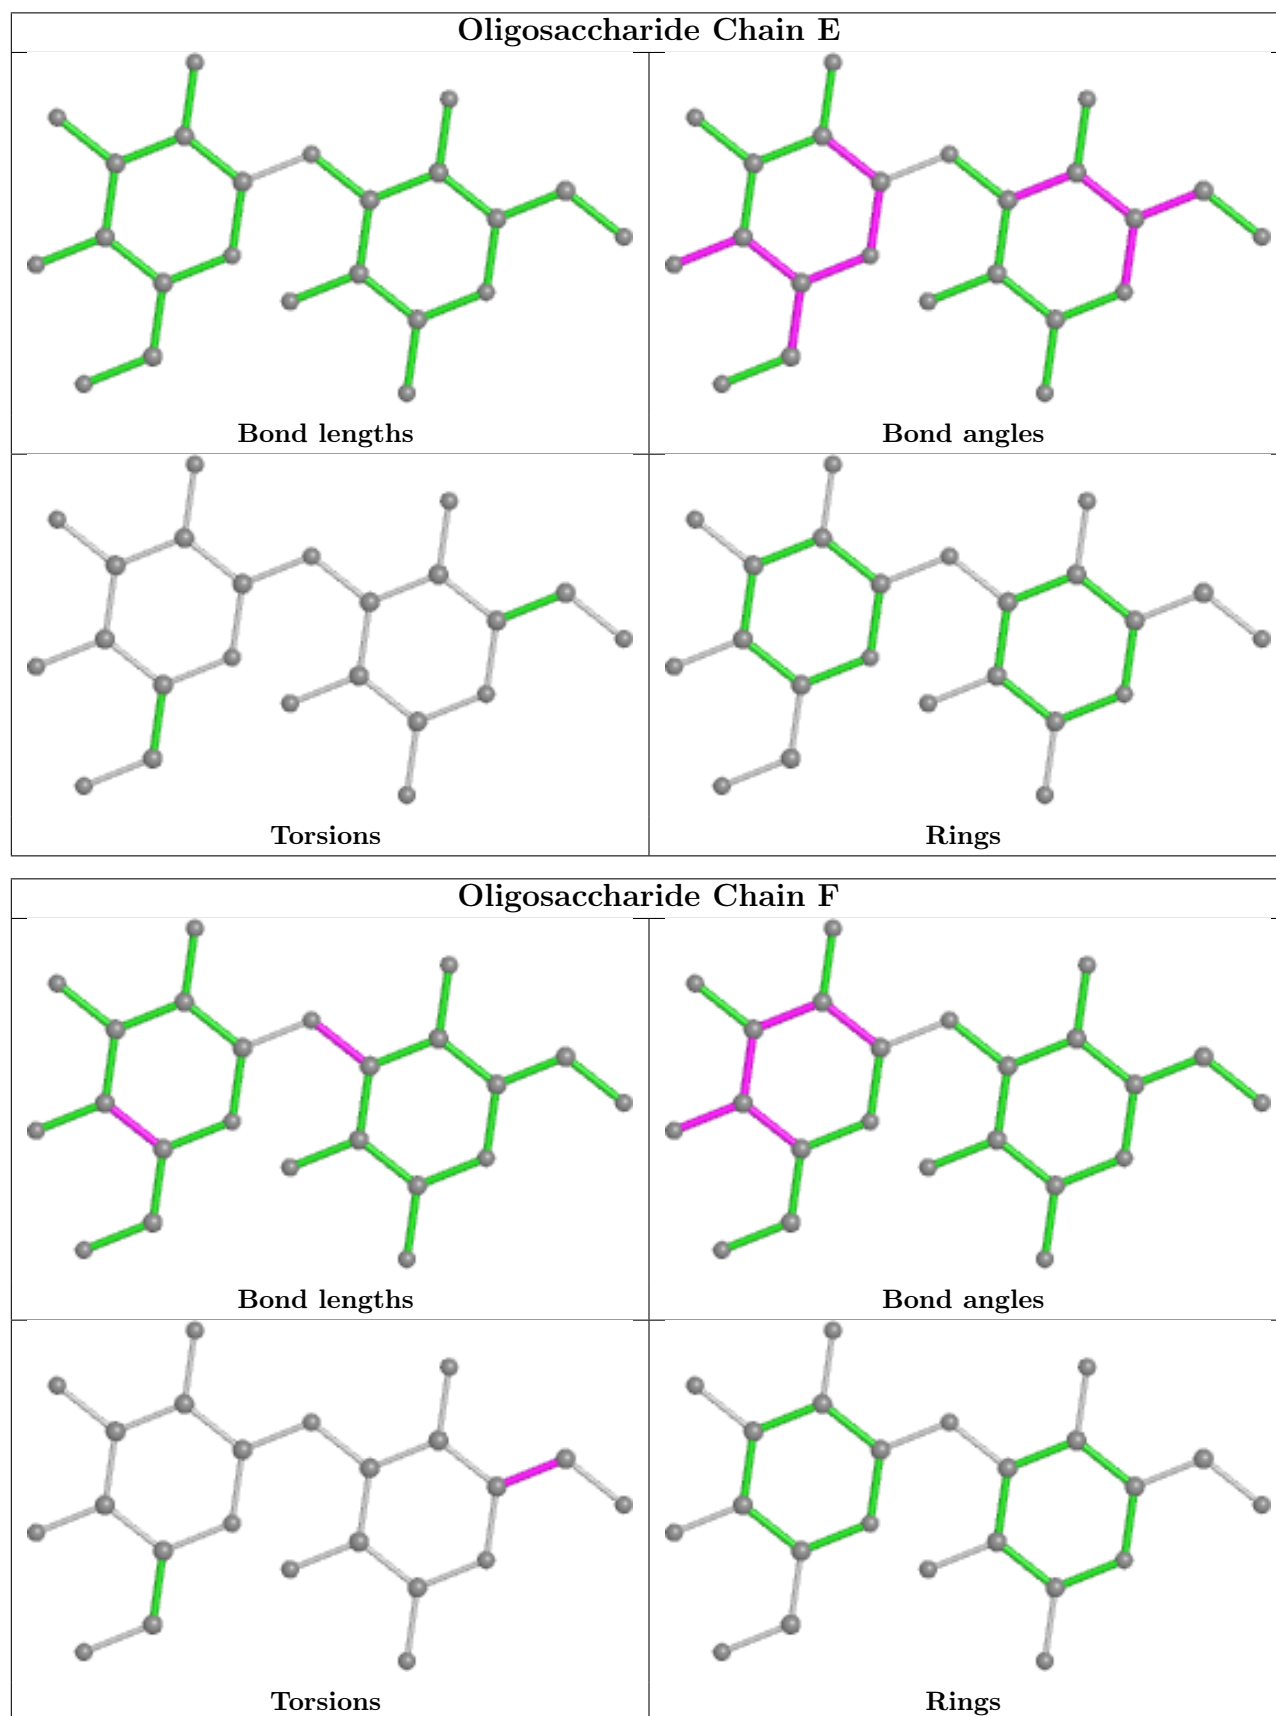 Oligosaccharide Chain E
Bond lengths
Bond angles
Torsions
Rings
Oligosaccharide Chain F
Bond lengths
Bond angles
Torsions
Rings